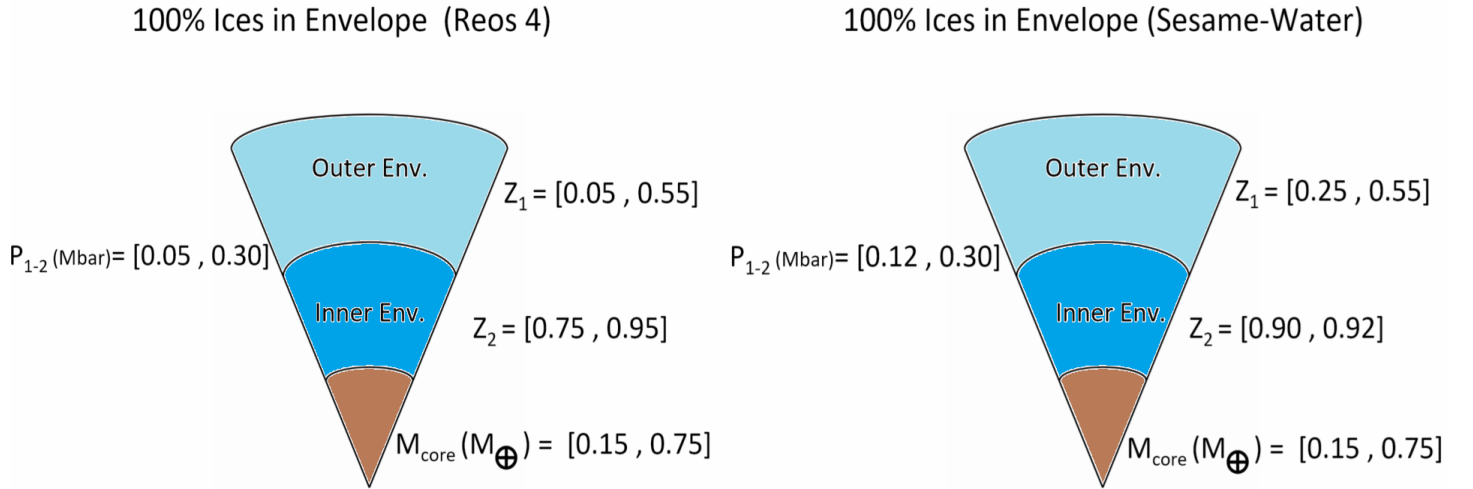 100% Ices in Envelope (Reos 4)
Outer Env.
Z₁ = [0.05 , 0.55]
P₁₋₂ (Mbar)= [0.05 , 0.30]
Inner Env.
Z₂ = [0.75 , 0.95]
M_core (M⊕) = [0.15 , 0.75]
100% Ices in Envelope (Sesame-Water)
Outer Env.
Z₁ = [0.25 , 0.55]
P₁₋₂ (Mbar)= [0.12 , 0.30]
Inner Env.
Z₂ = [0.90 , 0.92]
M_core (M⊕) = [0.15 , 0.75]